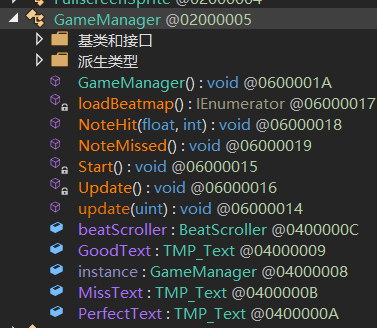 GameManager @02000005
基类和接口
派生类型
GameManager() : void @0600001A
loadBeatmap() : IEnumerator @06000017
NoteHit(float, int) : void @06000018
NoteMissed() : void @06000019
Start() : void @06000015
Update() : void @06000016
update(uint) : void @06000014
beatScroller : BeatScroller @0400000C
GoodText : TMP_Text @04000009
instance : GameManager @04000008
MissText : TMP_Text @0400000B
PerfectText : TMP_Text @0400000A